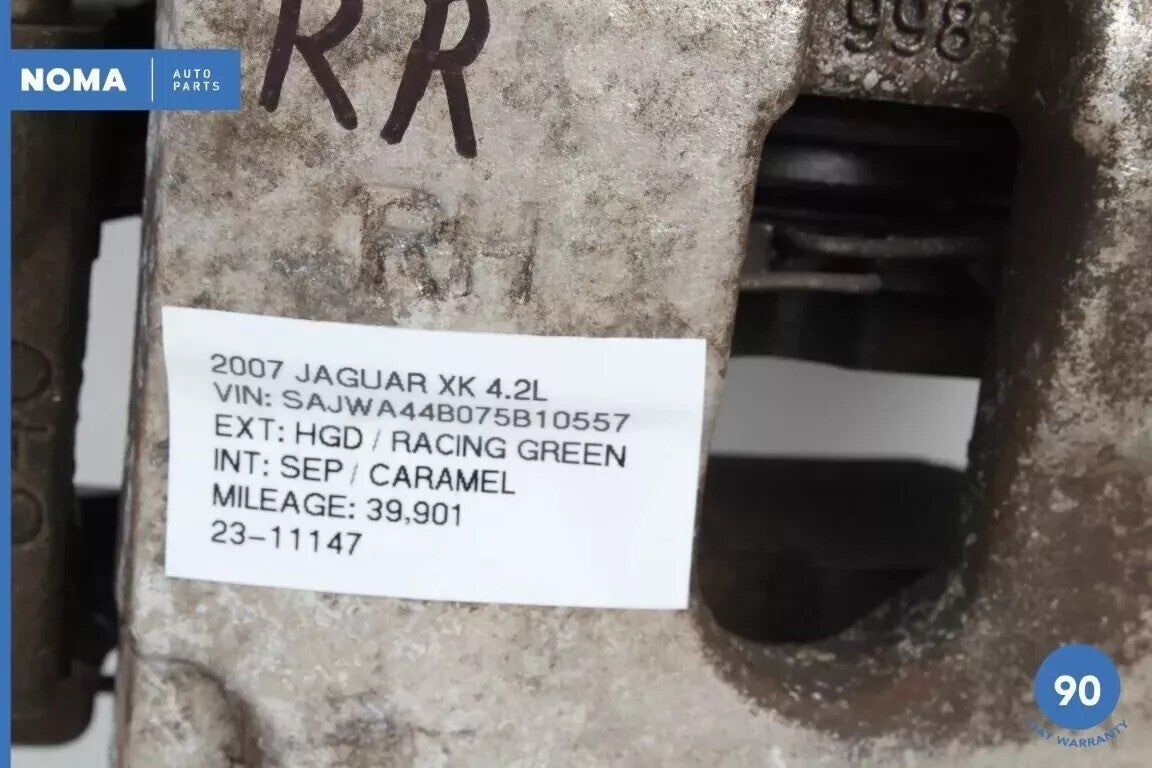 RR
998
NOMA
AUTO
PARTS
RH
2007 JAGUAR XK 4.2L
VIN: SAJWA44B075B10557
EXT: HGD / RACING GREEN
INT: SEP / CARAMEL
MILEAGE: 39,901
23-11147
90
DAY WARRANTY